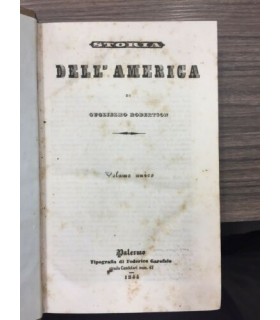 STORIA
DELL'AMERICA
DI
GUGLIELMO ROBERTSON
Volume unico
Palermo
Tipografia di Federico Garofalo